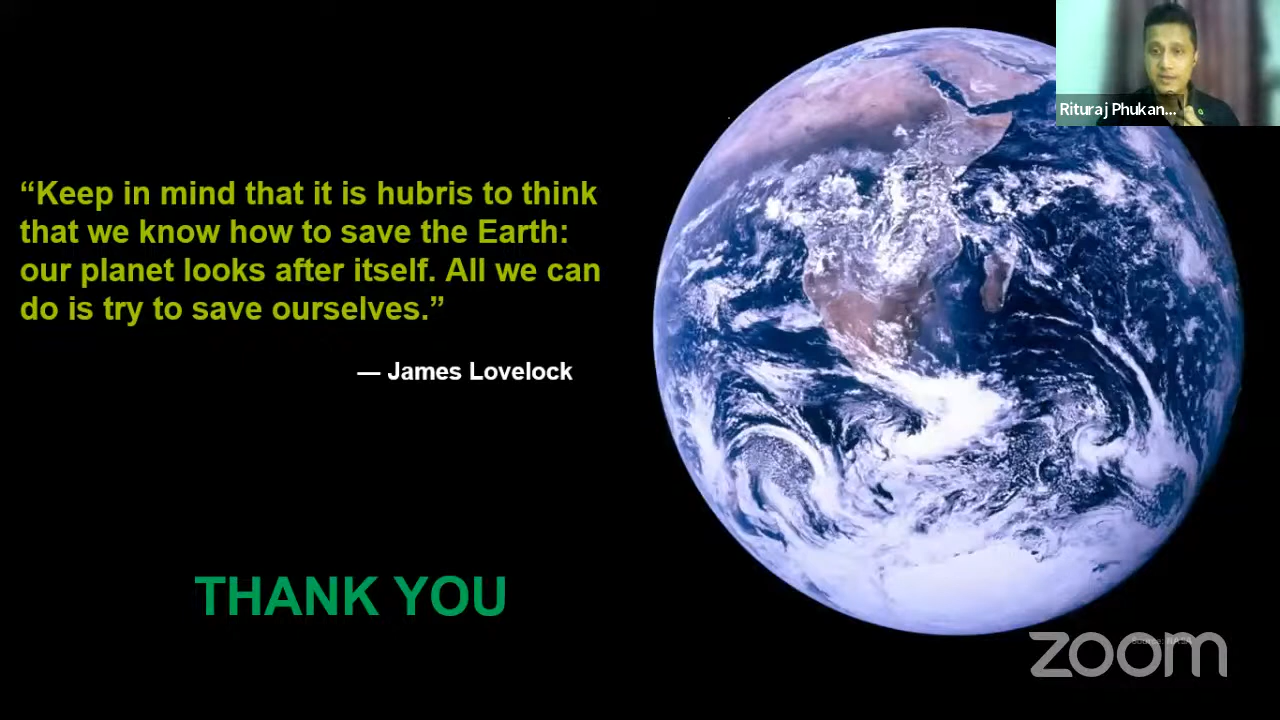 Rituraj Phukan...
“Keep in mind that it is hubris to think
that we know how to save the Earth:
our planet looks after itself. All we can
do is try to save ourselves.”
— James Lovelock
THANK YOU
Source: NASA
zoom